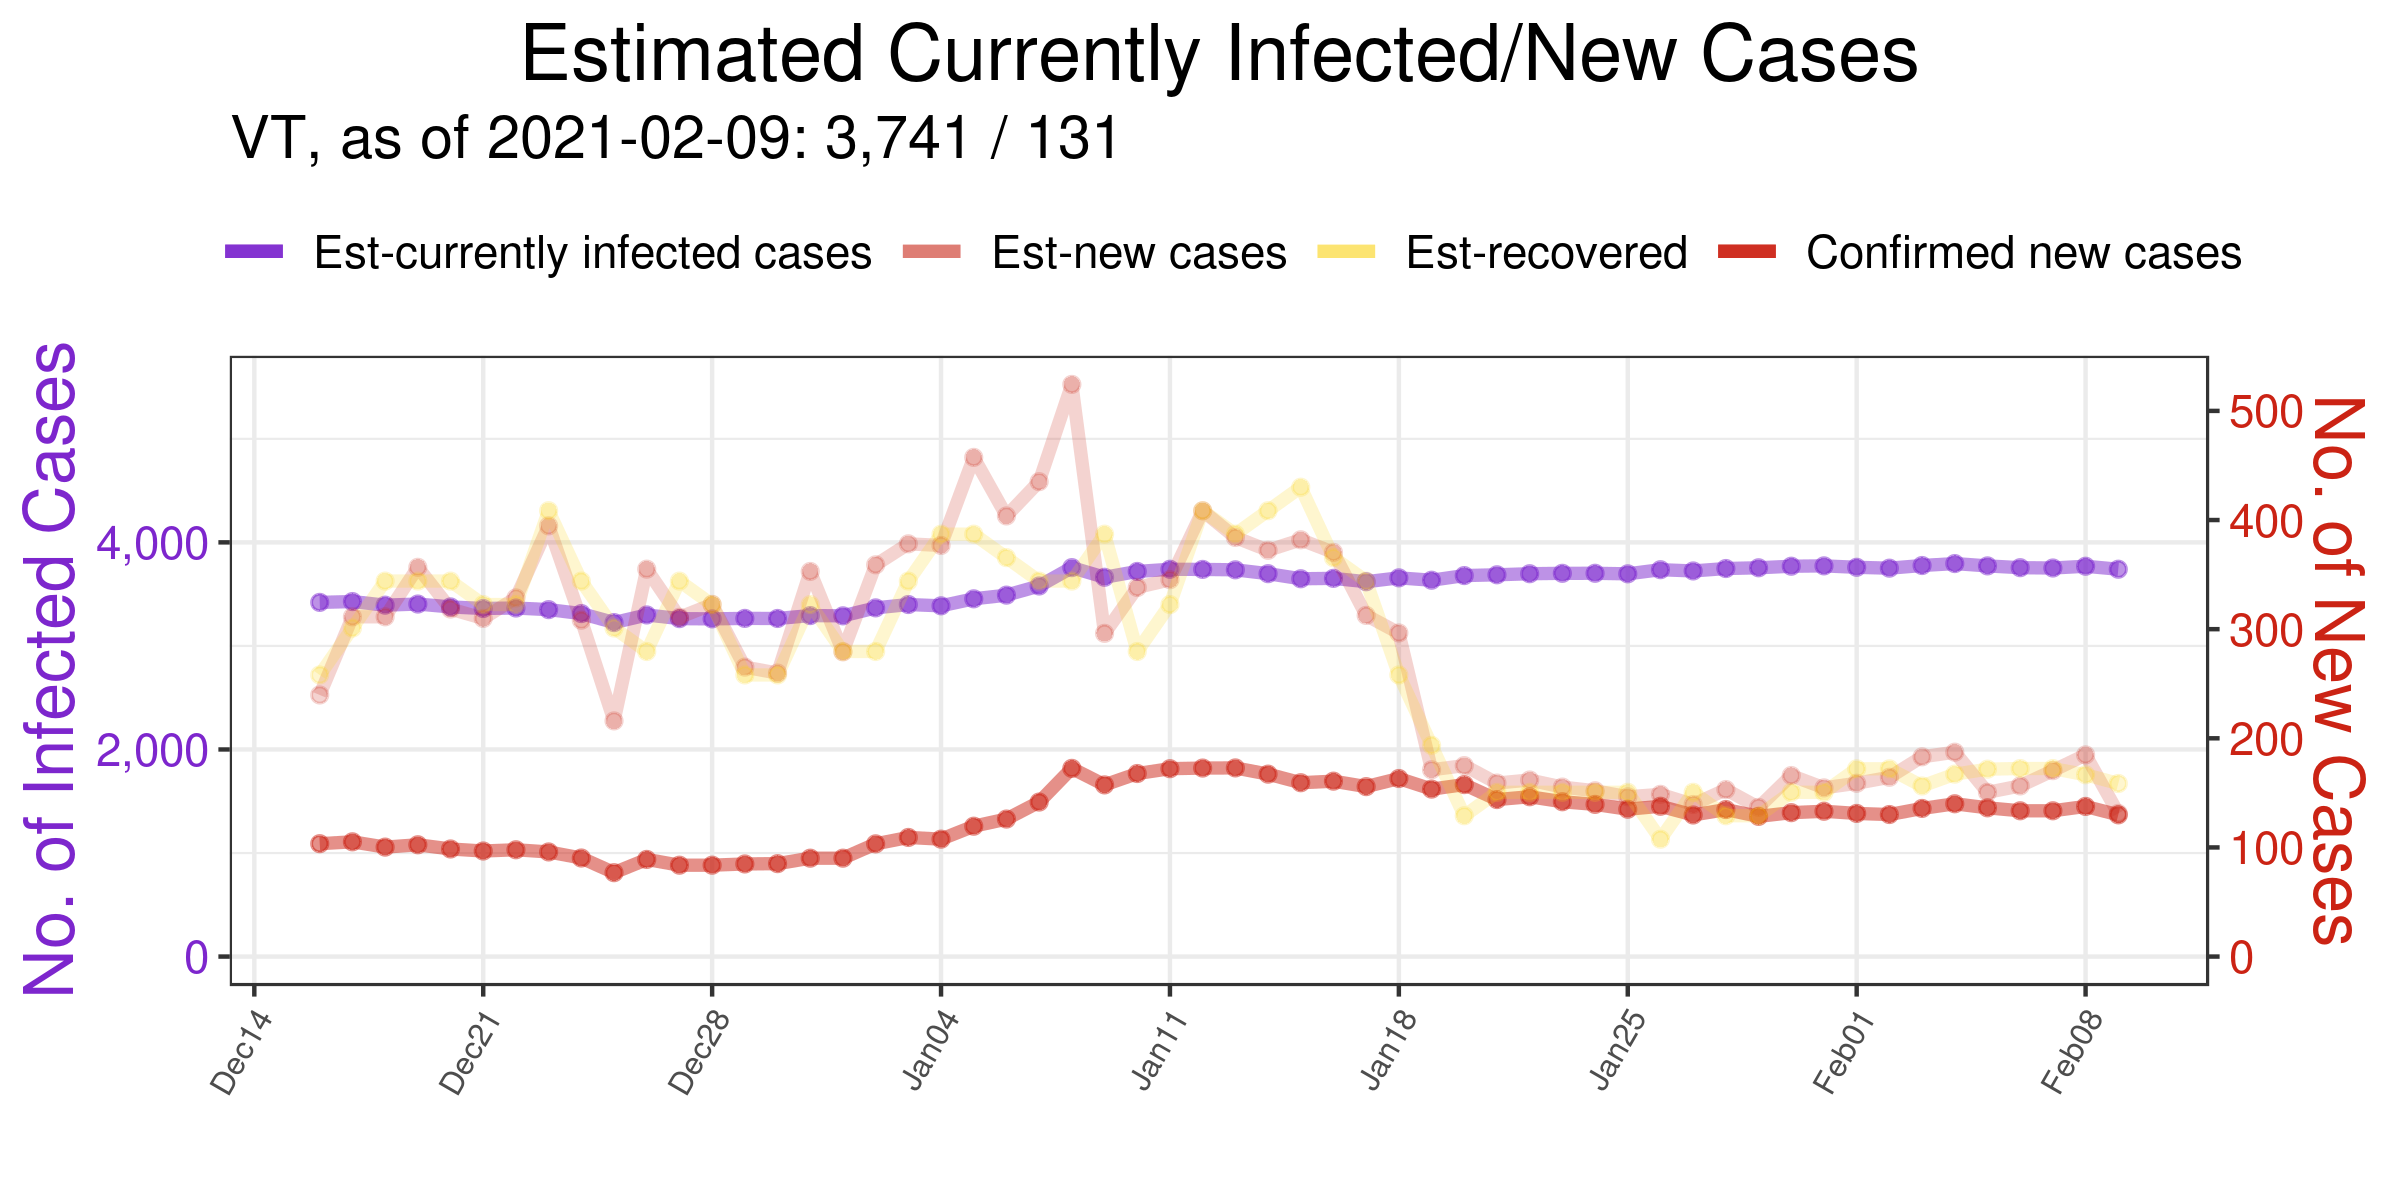 Estimated Currently Infected/New Cases
VT, as of 2021-02-09: 3,741 / 131
Est-currently infected cases Est-new cases Est-recovered Confirmed new cases
No. of Infected Cases
4,000
2,000
0
500
400
300
200
100
0
No. of New Cases
Dec14 Dec21 Dec28 Jan04 Jan11 Jan18 Jan25 Feb01 Feb08